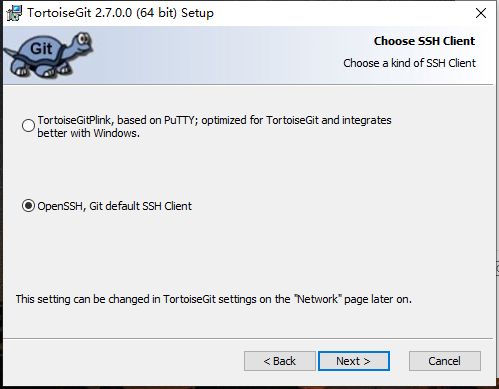 TortoiseGit 2.7.0.0 (64 bit) Setup
Choose SSH Client
Choose a kind of SSH Client
Git
TortoiseGitPlink, based on PuTTY; optimized for TortoiseGit and integrates
better with Windows.
OpenSSH, Git default SSH Client
This setting can be changed in TortoiseGit settings on the "Network" page later on.
< Back
Next >
Cancel